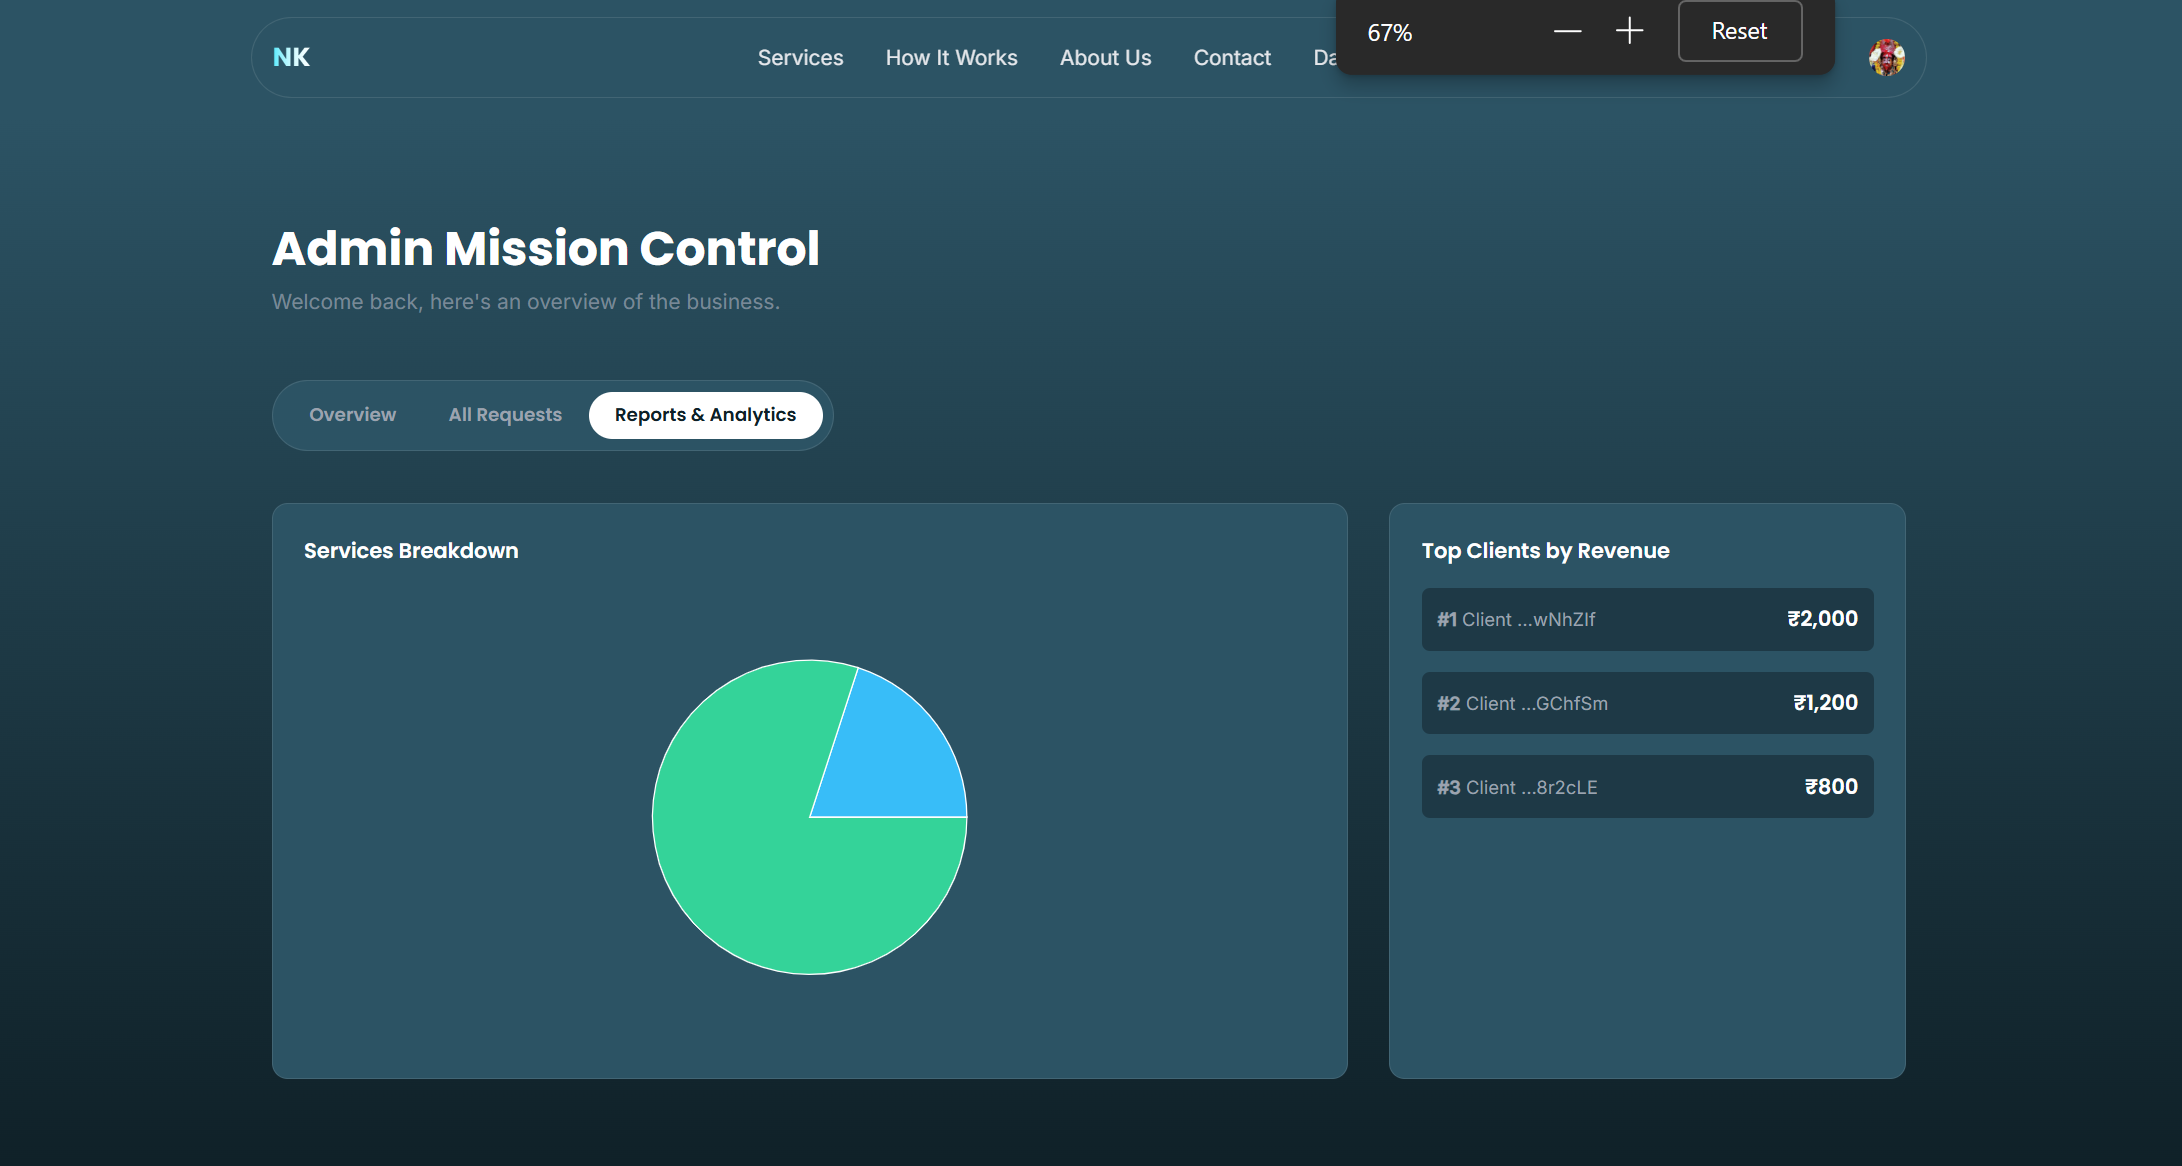 NK
Services How It Works About Us Contact Da
67% Reset
Admin Mission Control
Welcome back, here's an overview of the business.
Overview All Requests Reports & Analytics
Services Breakdown
Top Clients by Revenue
#1 Client ...wNhZIf ₹2,000
#2 Client ...GChfSm ₹1,200
#3 Client ...8r2cLE ₹800